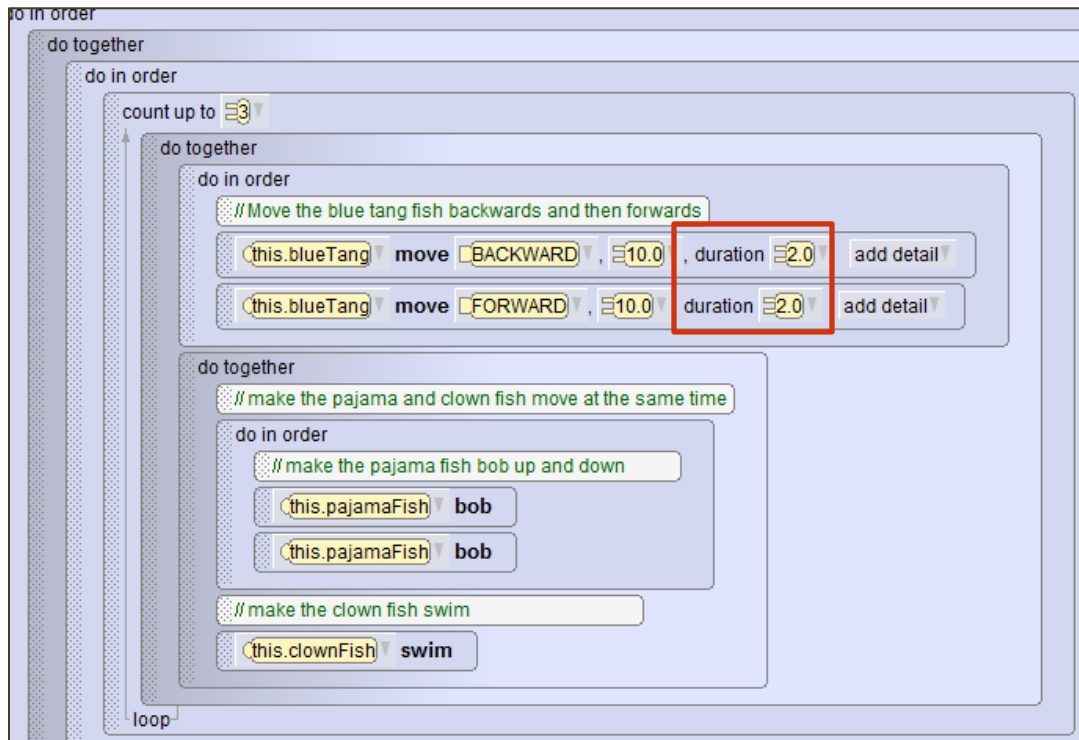 do in order
do together
do in order
count up to 3
do together
do in order
//Move the blue tang fish backwards and then forwards
this.blueTang move BACKWARD , 10.0 , duration 2.0 add detail
this.blueTang move FORWARD , 10.0 duration 2.0 add detail
do together
// make the pajama and clown fish move at the same time
do in order
// make the pajama fish bob up and down
this.pajamaFish bob
this.pajamaFish bob
// make the clown fish swim
this.clownFish swim
loop